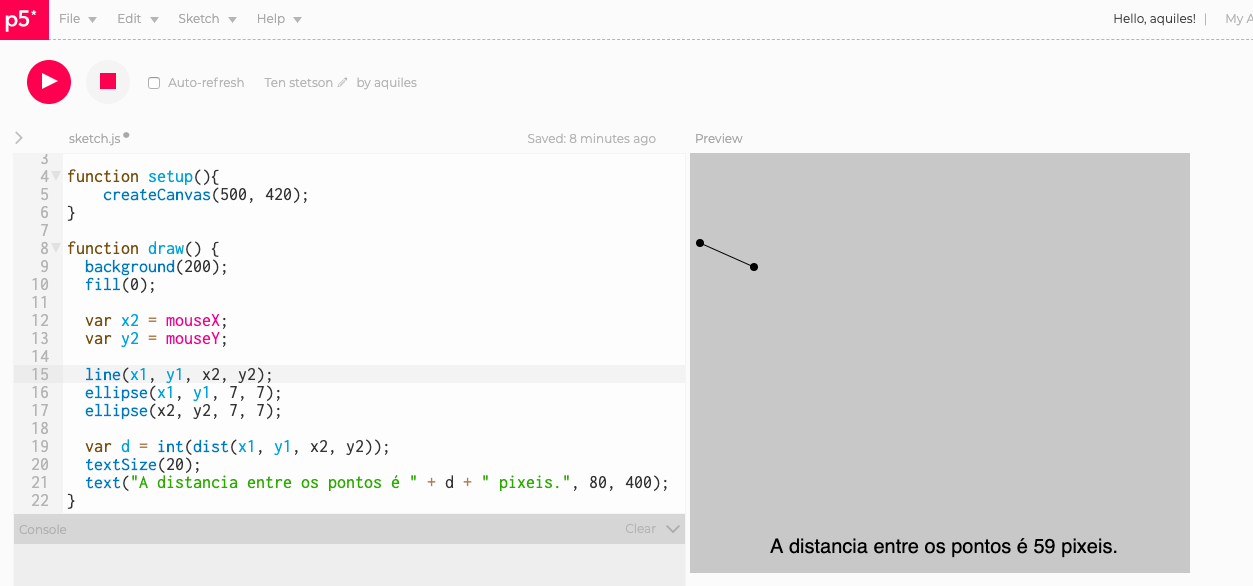 p5* File Edit Sketch Help Hello, aquiles! | My A
Auto-refresh Ten stetson by aquiles
sketch.js Saved: 8 minutes ago Preview
3
4 function setup(){
5     createCanvas(500, 420);
6 }
7
8 function draw() {
9   background(200);
10   fill(0);
11
12   var x2 = mouseX;
13   var y2 = mouseY;
14
15   line(x1, y1, x2, y2);
16   ellipse(x1, y1, 7, 7);
17   ellipse(x2, y2, 7, 7);
18
19   var d = int(dist(x1, y1, x2, y2));
20   textSize(20);
21   text("A distancia entre os pontos é " + d + " pixeis.", 80, 400);
22 }
Console Clear
A distancia entre os pontos é 59 pixeis.